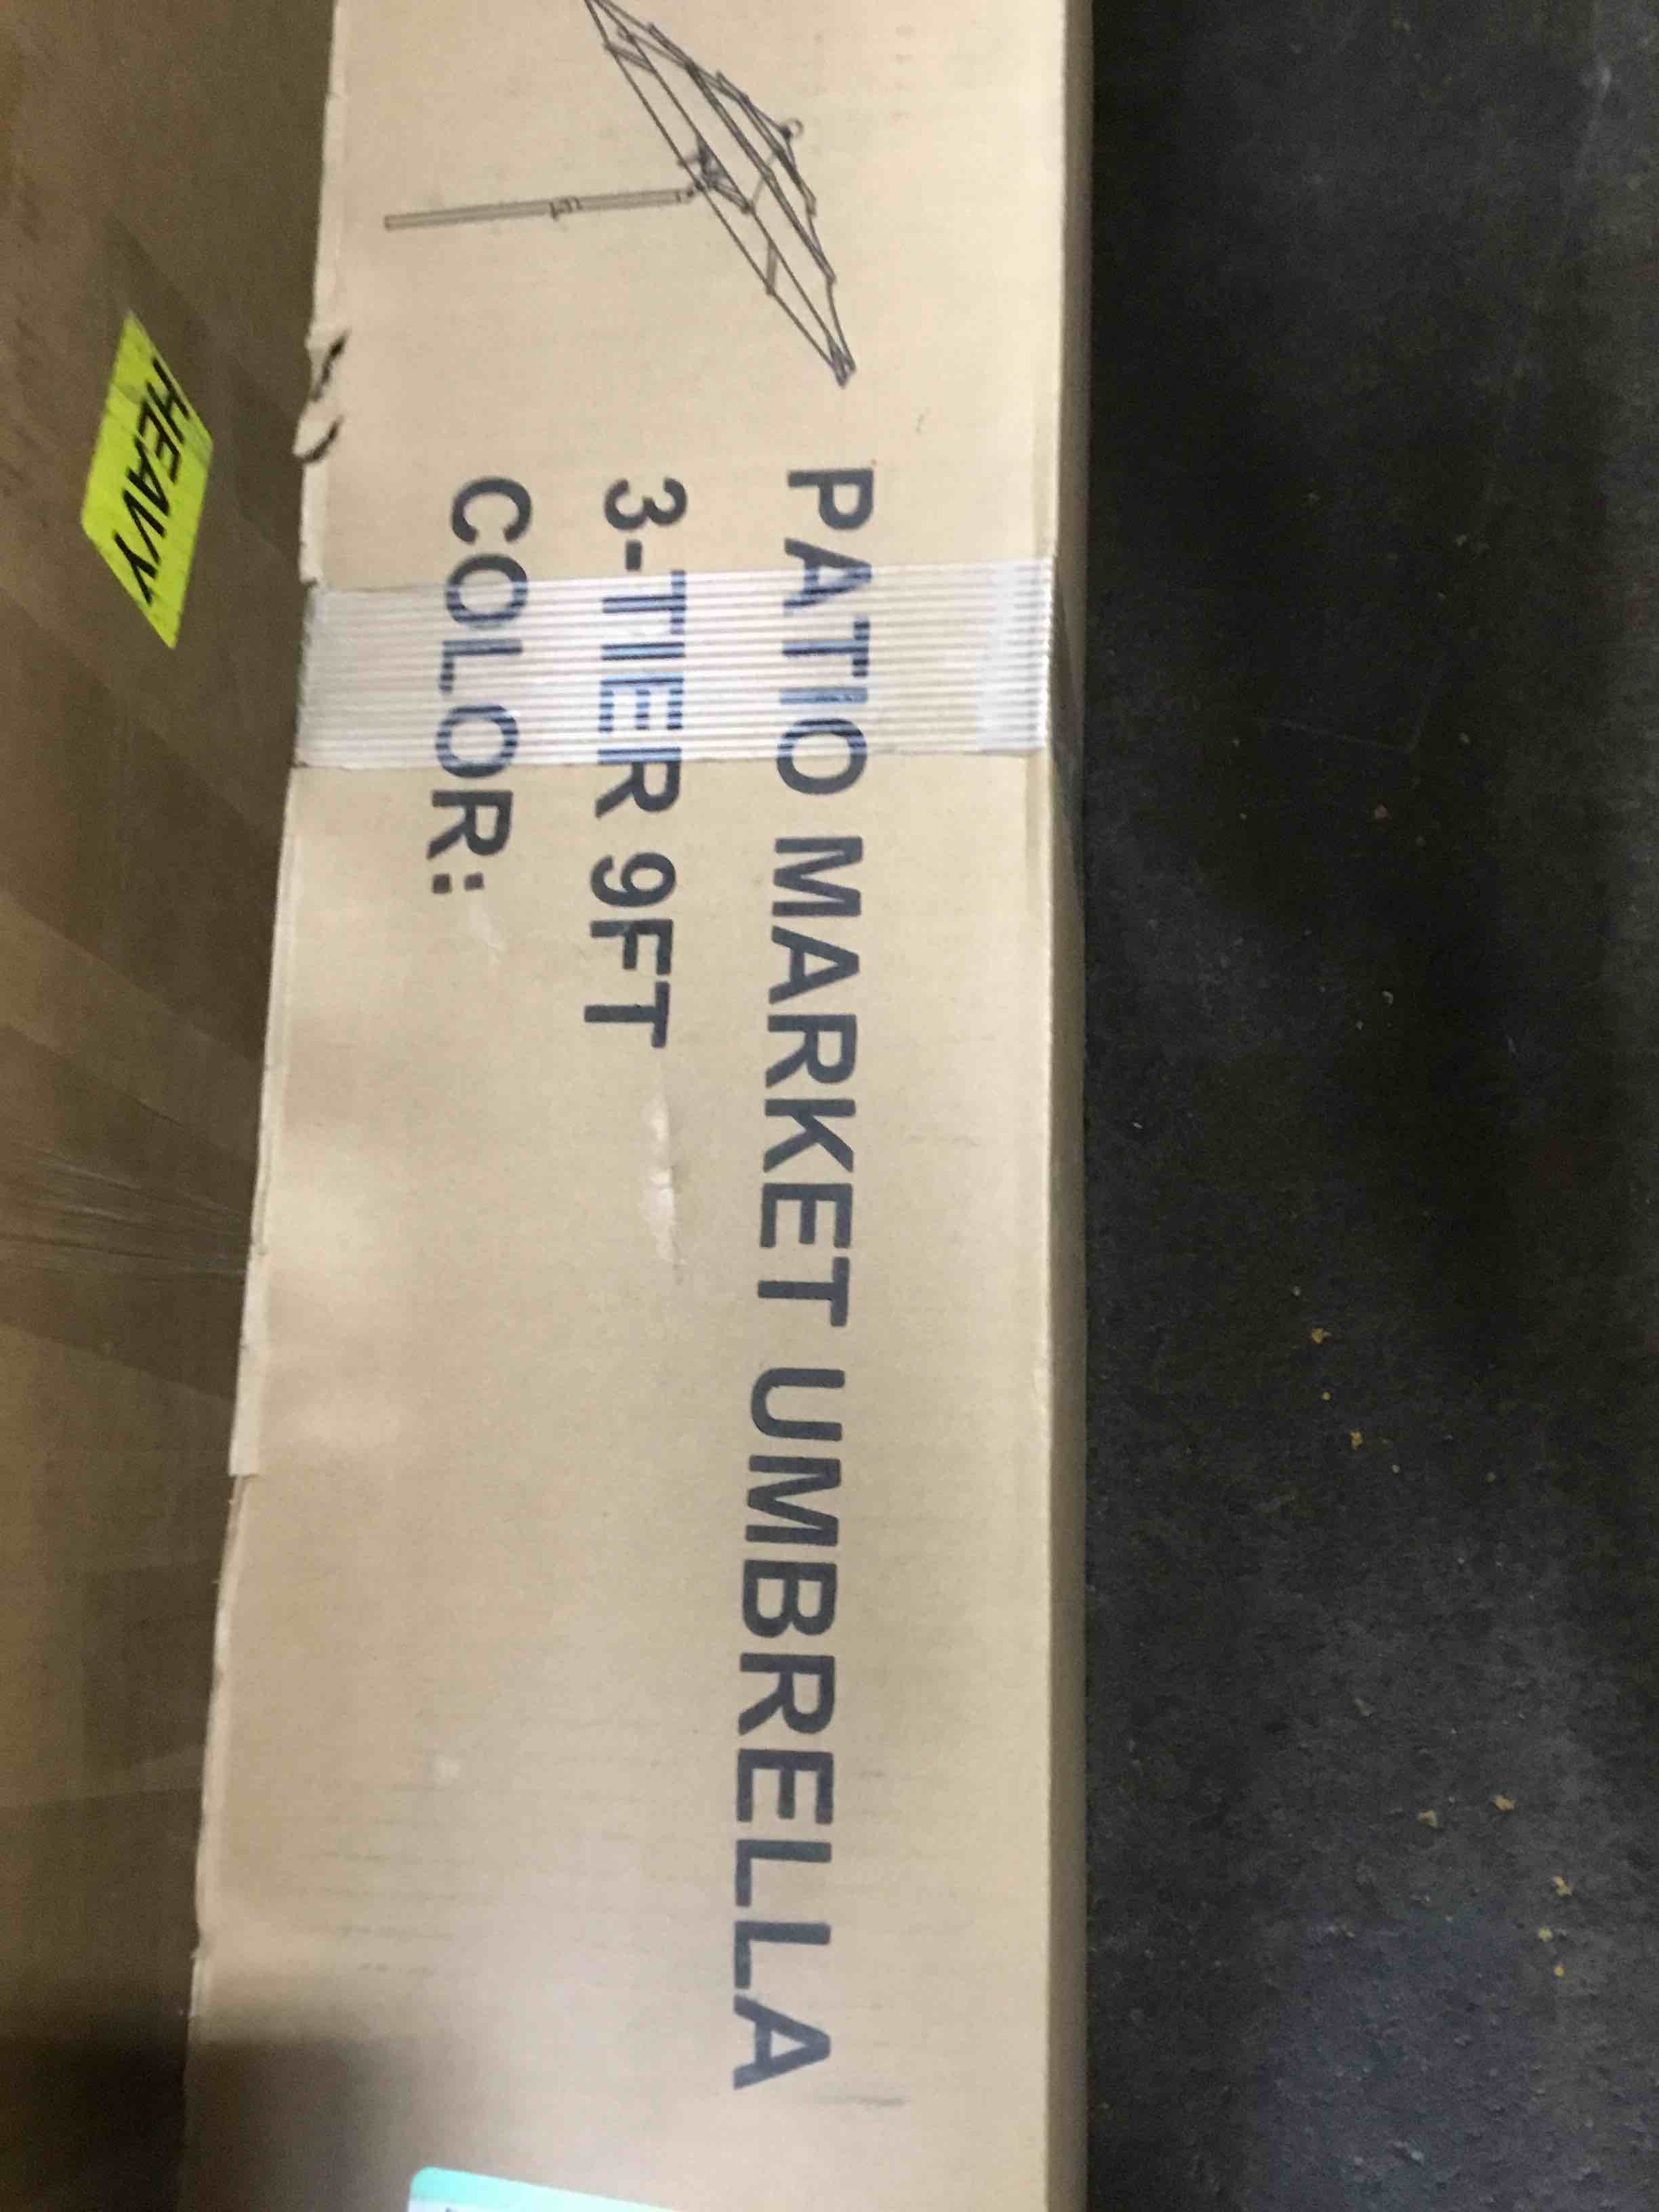 PATIO MARKET UMBRELLA
3-TIER 9FT
COLOR:
HEAVY